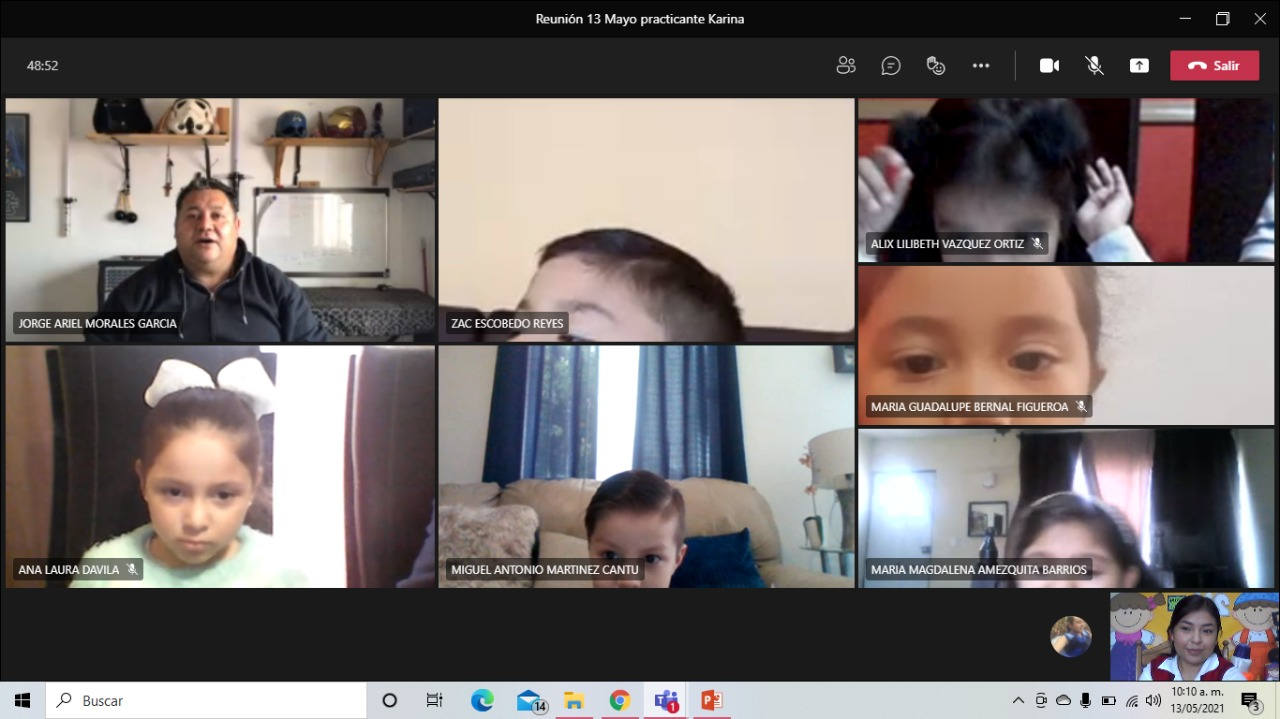 Reunión 13 Mayo practicante Karina
48:52
Salir
JORGE ARIEL MORALES GARCIA
ZAC ESCOBEDO REYES
ALIX LILIBETH VAZQUEZ ORTIZ
MARIA GUADALUPE BERNAL FIGUEROA
ANA LAURA DAVILA
MIGUEL ANTONIO MARTINEZ CANTU
MARIA MAGDALENA AMEZQUITA BARRIOS
Buscar
14
1
10:10 a. m.
13/05/2021
3